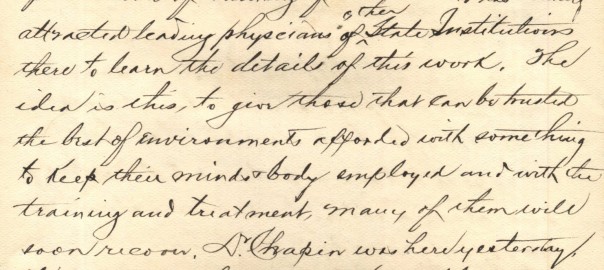 attracted leading physicians of other State Institutions
there to learn the details of this work. The
idea is this, to give those that can be trusted
the best of environments afforded with something
to keep their minds & body employed and with the
training and treatment, many of them will
soon recover. Dr Chapin was here yesterday,